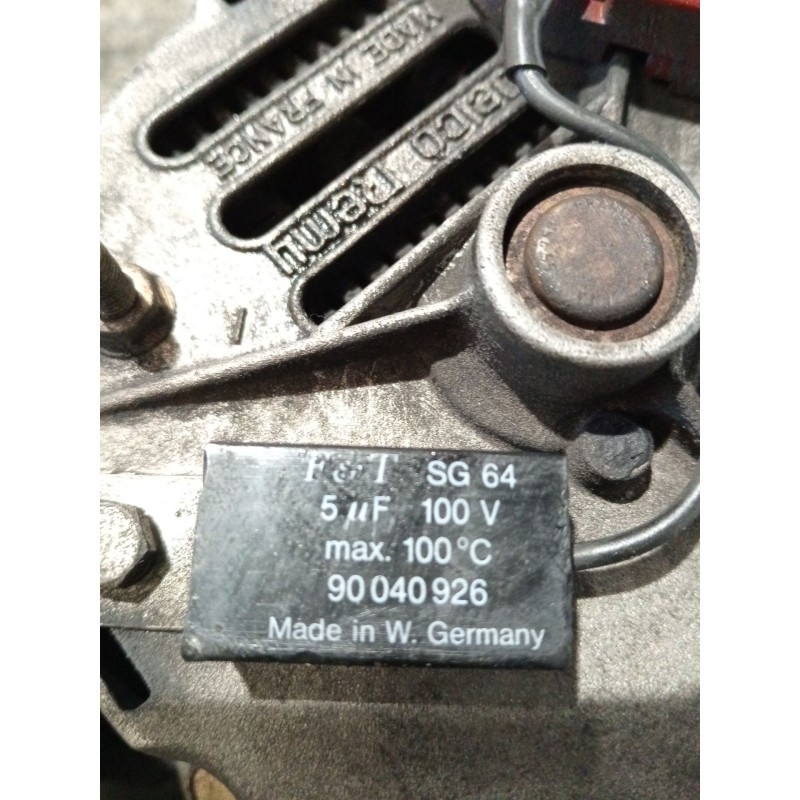 MADE IN FRANCE
DELCO Remy
F & T SG 64
5 µF 100 V
max. 100°C
90 040 926
Made in W. Germany